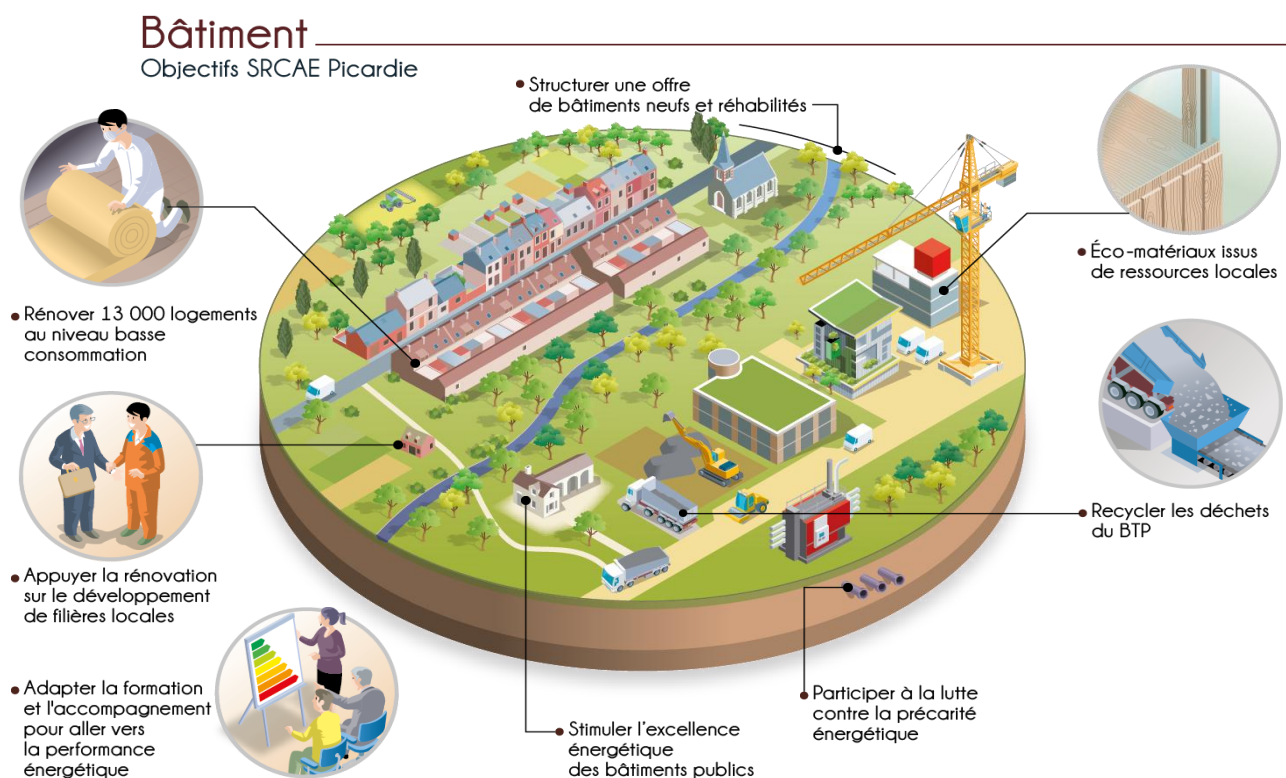 Bâtiment
Objectifs SRCAE Picardie
• Structurer une offre
de bâtiments neufs et réhabilités
• Rénover 13 000 logements
au niveau basse
consommation
• Éco-matériaux issus
de ressources locales
• Appuyer la rénovation
sur le développement
de filières locales
• Recycler les déchets
du BTP
• Adapter la formation
et l'accompagnement
pour aller vers
la performance
énergétique
• Stimuler l'excellence
énergétique
des bâtiments publics
• Participer à la lutte
contre la précarité
énergétique